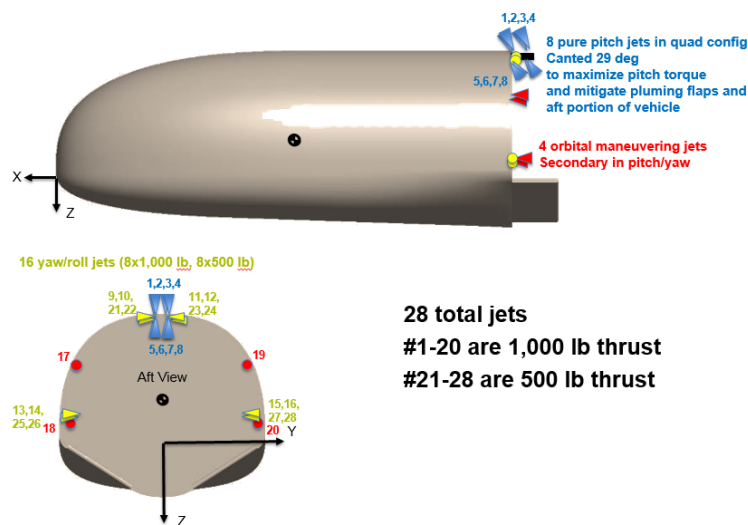 1,2,3,4
8 pure pitch jets in quad config
Canted 29 deg
to maximize pitch torque
and mitigate pluming flaps and
aft portion of vehicle
5,6,7,8
4 orbital maneuvering jets
Secondary in pitch/yaw
X
Z
16 yaw/roll jets (8x1,000 lb, 8x500 lb)
1,2,3,4
9,10,
21,22
11,12,
23,24
5,6,7,8
17
19
Aft View
13,14,
25,26
15,16,
27,28
18
20
Y
Z
28 total jets
#1-20 are 1,000 lb thrust
#21-28 are 500 lb thrust